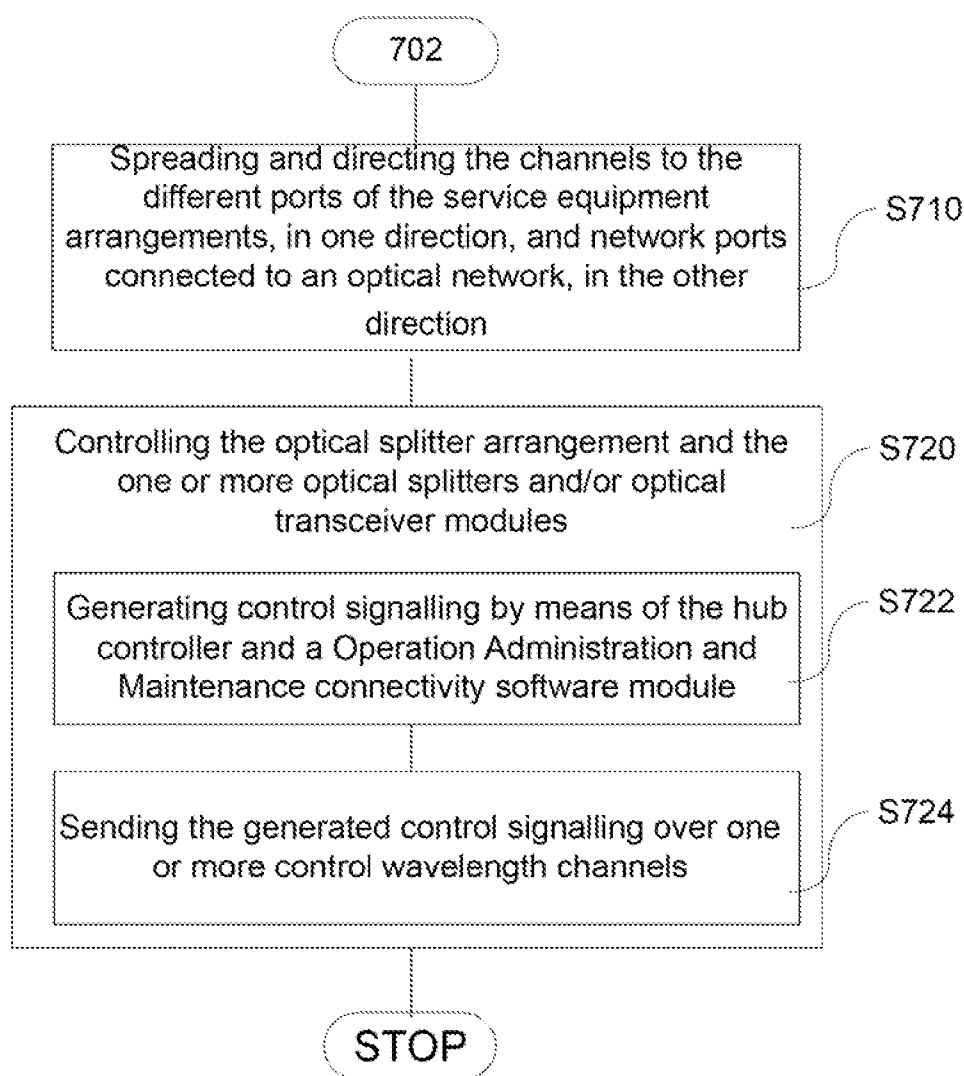 702
Spreading and directing the channels to the
different ports of the service equipment
arrangements, in one direction, and network ports
connected to an optical network, in the other
direction
S710
Controlling the optical splitter arrangement and the
one or more optical splitters and/or optical
transceiver modules
S720
Generating control signalling by means of the hub
controller and a Operation Administration and
Maintenance connectivity software module
S722
Sending the generated control signalling over one
or more control wavelength channels
S724
STOP